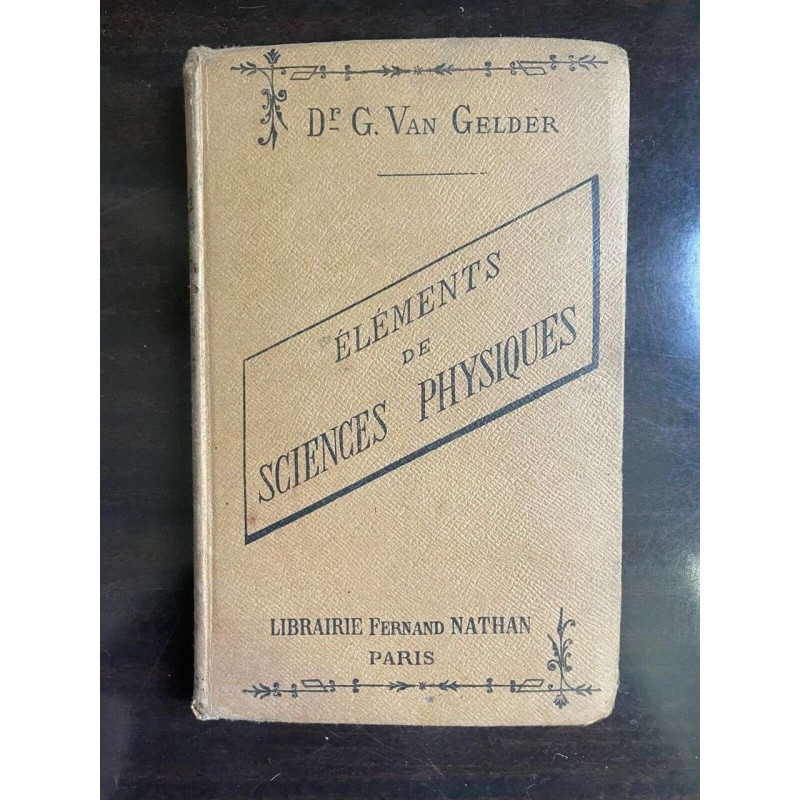 Dr G. VAN GELDER
ÉLÉMENTS
DE
SCIENCES PHYSIQUES
LIBRAIRIE FERNAND NATHAN
PARIS